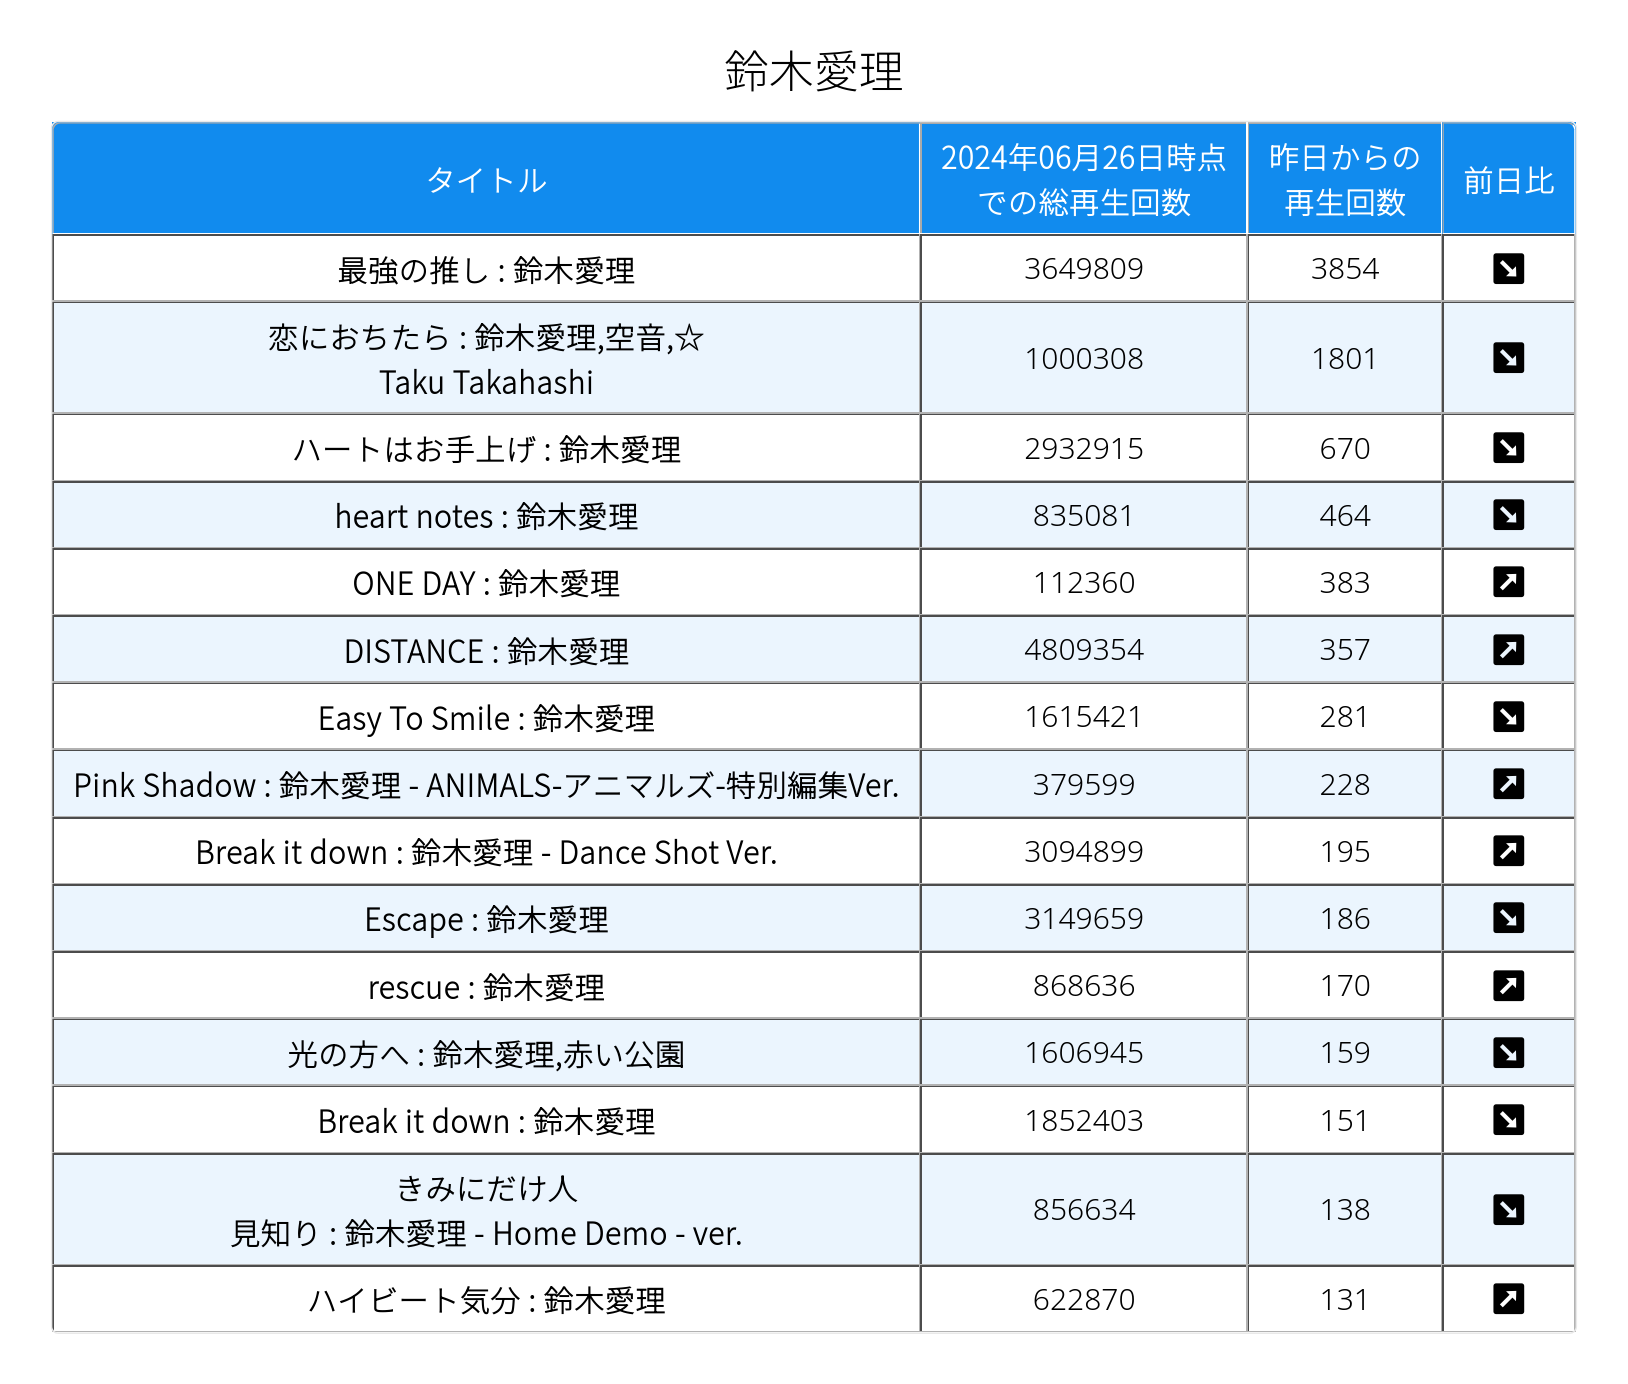 鈴木愛理
タイトル
2024年06月26日時点
での総再生回数
昨日からの
再生回数
前日比
最強の推し : 鈴木愛理 3649809 3854
恋におちたら : 鈴木愛理,空音,☆
Taku Takahashi
1000308 1801
ハートはお手上げ : 鈴木愛理 2932915 670
heart notes : 鈴木愛理 835081 464
ONE DAY : 鈴木愛理 112360 383
DISTANCE : 鈴木愛理 4809354 357
Easy To Smile : 鈴木愛理 1615421 281
Pink Shadow : 鈴木愛理 - ANIMALS-アニマルズ-特別編集Ver. 379599 228
Break it down : 鈴木愛理 - Dance Shot Ver. 3094899 195
Escape : 鈴木愛理 3149659 186
rescue : 鈴木愛理 868636 170
光の方へ : 鈴木愛理,赤い公園 1606945 159
Break it down : 鈴木愛理 1852403 151
きみにだけ人
見知り : 鈴木愛理 - Home Demo - ver.
856634 138
ハイビート気分 : 鈴木愛理 622870 131